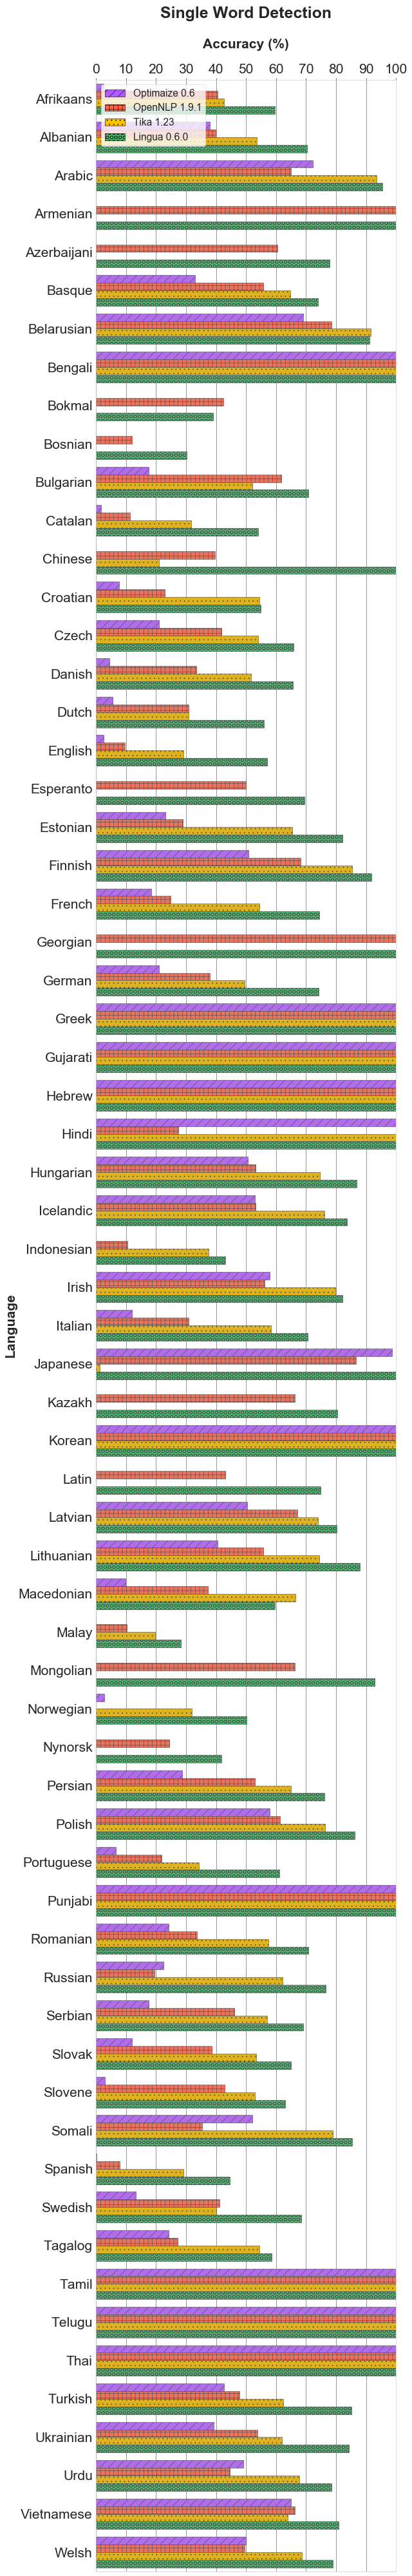 Single Word Detection
Accuracy (%)
0 10 20 30 40 50 60 70 80 90 100
Optimaize 0.6
OpenNLP 1.9.1
Tika 1.23
Lingua 0.6.0
Afrikaans
Albanian
Arabic
Armenian
Azerbaijani
Basque
Belarusian
Bengali
Bokmal
Bosnian
Bulgarian
Catalan
Chinese
Croatian
Czech
Danish
Dutch
English
Esperanto
Estonian
Finnish
French
Georgian
German
Greek
Gujarati
Hebrew
Hindi
Hungarian
Icelandic
Indonesian
Irish
Italian
Language
Japanese
Kazakh
Korean
Latin
Latvian
Lithuanian
Macedonian
Malay
Mongolian
Norwegian
Nynorsk
Persian
Polish
Portuguese
Punjabi
Romanian
Russian
Serbian
Slovak
Slovene
Somali
Spanish
Swedish
Tagalog
Tamil
Telugu
Thai
Turkish
Ukrainian
Urdu
Vietnamese
Welsh